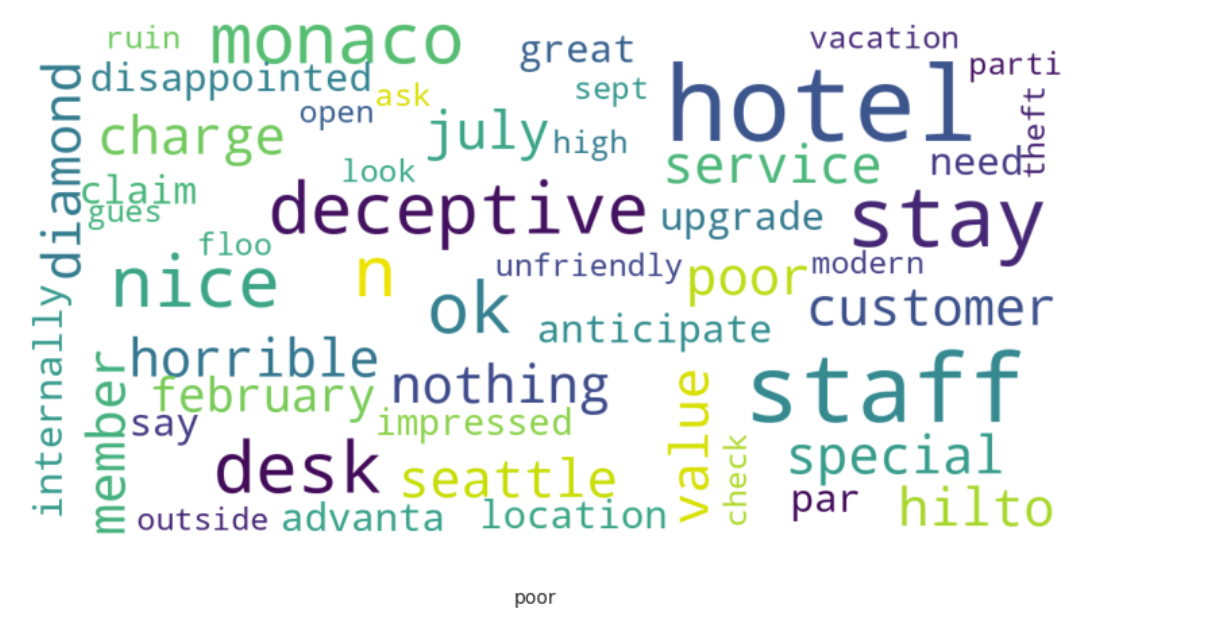 ruin
monaco
great
vacation
parti
disappointed
ask
sept
hotel
theft
diamond
open
july
high
charge
service
need
look
claim
gues
deceptive
upgrade
stay
floo
unfriendly
modern
nice
n
poor
ok
customer
internally
anticipate
horrible
nothing
staff
member
february
value
say
impressed
check
special
desk
seattle
par
hilto
outside
advanta
location
poor